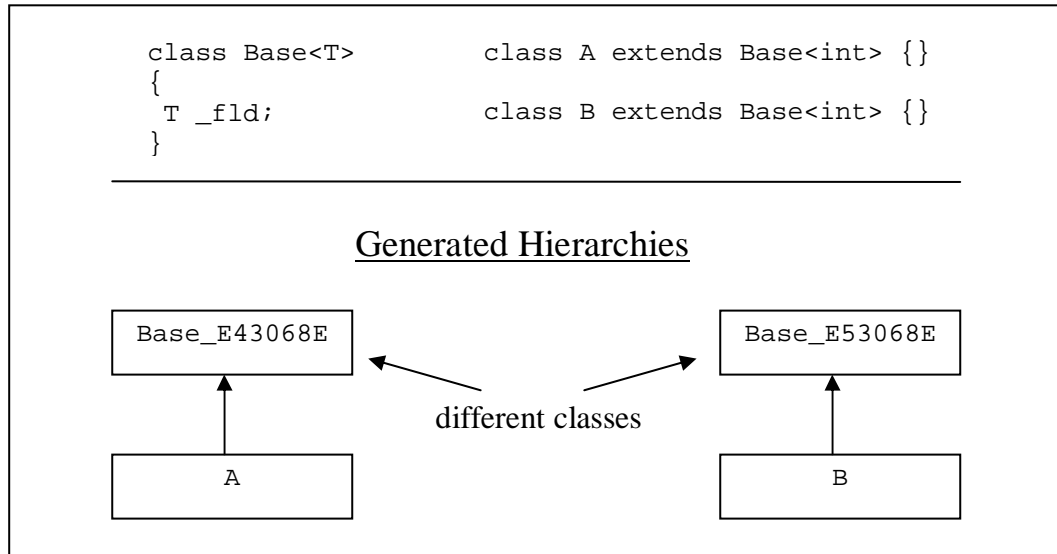 class Base<T>
{
 T _fld;
}
class A extends Base<int> {}
class B extends Base<int> {}
Generated Hierarchies
Base_E43068E
Base_E53068E
different classes
A
B